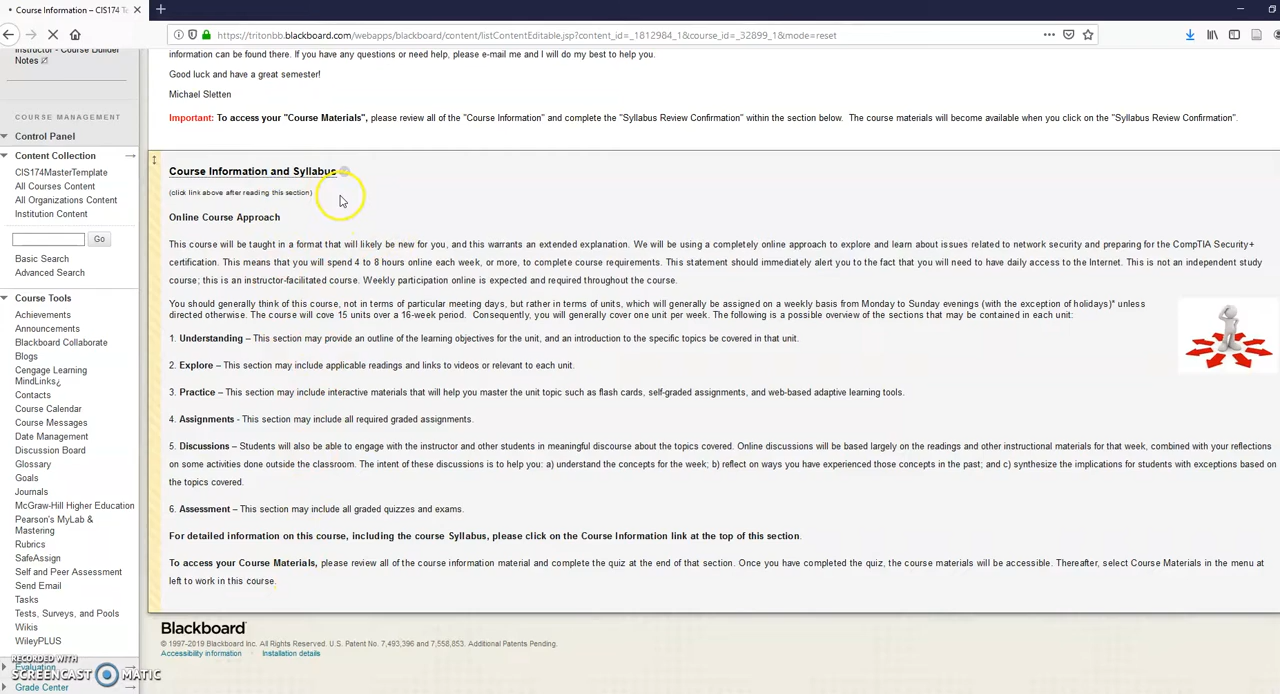 Course Information – CIS174 T
https://tritonbb.blackboard.com/webapps/blackboard/content/listContentEditable.jsp?content_id=_1812984_1&course_id=_32899_1&mode=reset
Instructor - Course Builder
Notes
COURSE MANAGEMENT
Control Panel
Content Collection
CIS174MasterTemplate
All Courses Content
All Organizations Content
Institution Content
Go
Basic Search
Advanced Search
Course Tools
Achievements
Announcements
Blackboard Collaborate
Blogs
Cengage Learning
MindLinks¿
Contacts
Course Calendar
Course Messages
Date Management
Discussion Board
Glossary
Goals
Journals
McGraw-Hill Higher Education
Pearson's MyLab &
Mastering
Rubrics
SafeAssign
Self and Peer Assessment
Send Email
Tasks
Tests, Surveys, and Pools
Wikis
WileyPLUS
Evaluation
Grade Center
RECORDED WITH
SCREENCAST MATIC
information can be found there. If you have any questions or need help, please e-mail me and I will do my best to help you.
Good luck and have a great semester!
Michael Sletten
Important: To access your "Course Materials", please review all of the "Course Information" and complete the "Syllabus Review Confirmation" within the section below. The course materials will become available when you click on the "Syllabus Review Confirmation".
Course Information and Syllabus
(click link above after reading this section)
Online Course Approach
This course will be taught in a format that will likely be new for you, and this warrants an extended explanation. We will be using a completely online approach to explore and learn about issues related to network security and preparing for the CompTIA Security+
certification. This means that you will spend 4 to 8 hours online each week, or more, to complete course requirements. This statement should immediately alert you to the fact that you will need to have daily access to the Internet. This is not an independent study
course; this is an instructor-facilitated course. Weekly participation online is expected and required throughout the course.
You should generally think of this course, not in terms of particular meeting days, but rather in terms of units, which will generally be assigned on a weekly basis from Monday to Sunday evenings (with the exception of holidays)* unless
directed otherwise. The course will cove 15 units over a 16-week period. Consequently, you will generally cover one unit per week. The following is a possible overview of the sections that may be contained in each unit:
1. Understanding – This section may provide an outline of the learning objectives for the unit, and an introduction to the specific topics be covered in that unit.
2. Explore – This section may include applicable readings and links to videos or relevant to each unit.
3. Practice – This section may include interactive materials that will help you master the unit topic such as flash cards, self-graded assignments, and web-based adaptive learning tools.
4. Assignments - This section may include all required graded assignments.
5. Discussions – Students will also be able to engage with the instructor and other students in meaningful discourse about the topics covered. Online discussions will be based largely on the readings and other instructional materials for that week, combined with your reflections
on some activities done outside the classroom. The intent of these discussions is to help you: a) understand the concepts for the week; b) reflect on ways you have experienced those concepts in the past; and c) synthesize the implications for students with exceptions based on
the topics covered.
6. Assessment – This section may include all graded quizzes and exams.
For detailed information on this course, including the course Syllabus, please click on the Course Information link at the top of this section.
To access your Course Materials, please review all of the course information material and complete the quiz at the end of that section. Once you have completed the quiz, the course materials will be accessible. Thereafter, select Course Materials in the menu at
left to work in this course.
Blackboard
© 1997-2019 Blackboard Inc. All Rights Reserved. U.S. Patent No. 7,493,396 and 7,558,853. Additional Patents Pending.
Accessibility information
Installation details